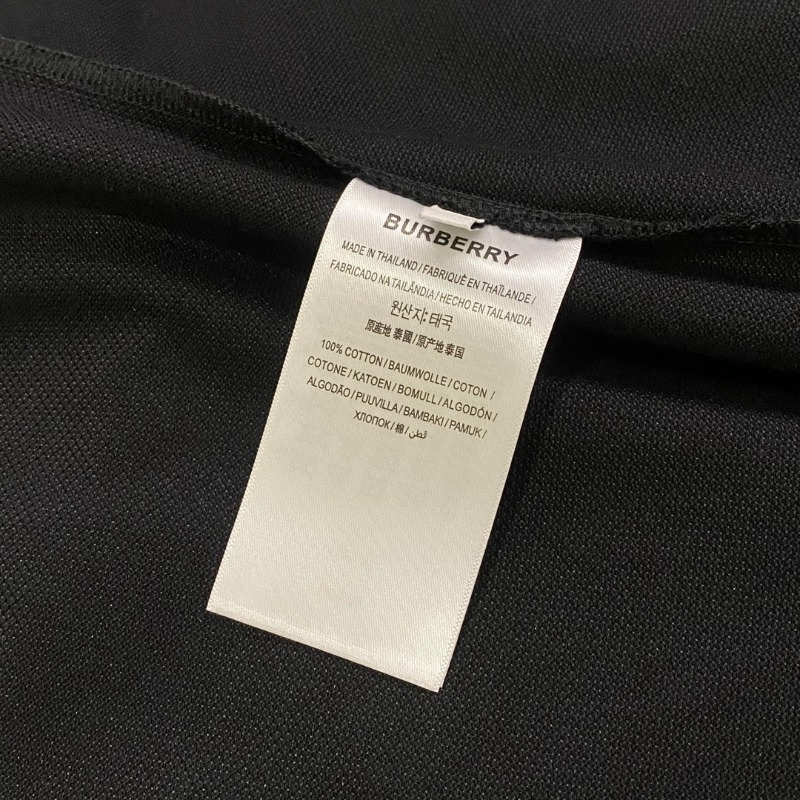 BURBERRY
MADE IN THAILAND / FABRIQUÉ EN THAÏLANDE /
FABRICADO NA TAILÂNDIA / HECHO EN TAILANDIA
원산지: 태국
原產地 泰國 / 原产地 泰国
100% COTTON / BAUMWOLLE / COTON /
COTONE / KATOEN / BOMULL / ALGODÓN /
ALGODÃO / PUUVILLA / BAMBAKI / PAMUK /
ХЛОПОК / 棉 / قطن